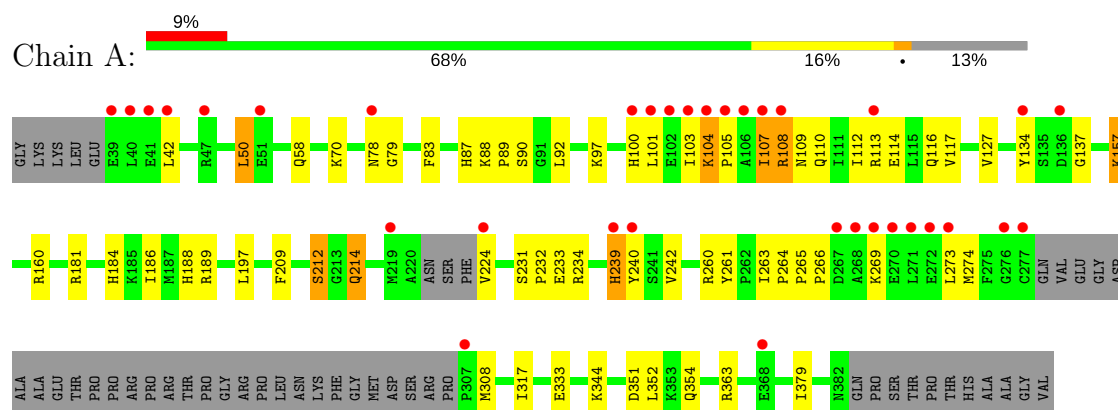 9%
Chain A:
68% 16% • 13%
GLY LYS LYS LEU GLU E39 L40 E41 L42 R47 L50 E51 Q58 K70 N78 G79 F83 H87 K88 P89 S90 G91 L92 K97 H100 L101 E102 I103 K104 P105 A106 I107 R108 N109 Q110 I111 I112 R113 E114 L115 Q116 V117 V127 Y134 S135 D136 G137 K157
R160 R181 H184 K185 I186 M187 H188 R189 L197 F209 S212 G213 Q214 M219 A220 ASN SER PHE V224 S231 P232 E233 R234 H239 Y240 S241 V242 R260 Y261 P262 I263 P264 P265 P266 D267 A268 K269 E270 L271 E272 L273 M274 F275 G276 C277 GLN VAL GLU GLY ASP
ALA ALA GLU THR PRO PRO ARG PRO ARG THR PRO GLY ARG PRO LEU ASN LYS PHE GLY MET ASP SER ARG PRO P307 M308 I317 E333 K344 D351 L352 K353 Q354 R363 E368 I379 N382 GLN PRO SER THR PRO THR HIS ALA ALA GLY VAL